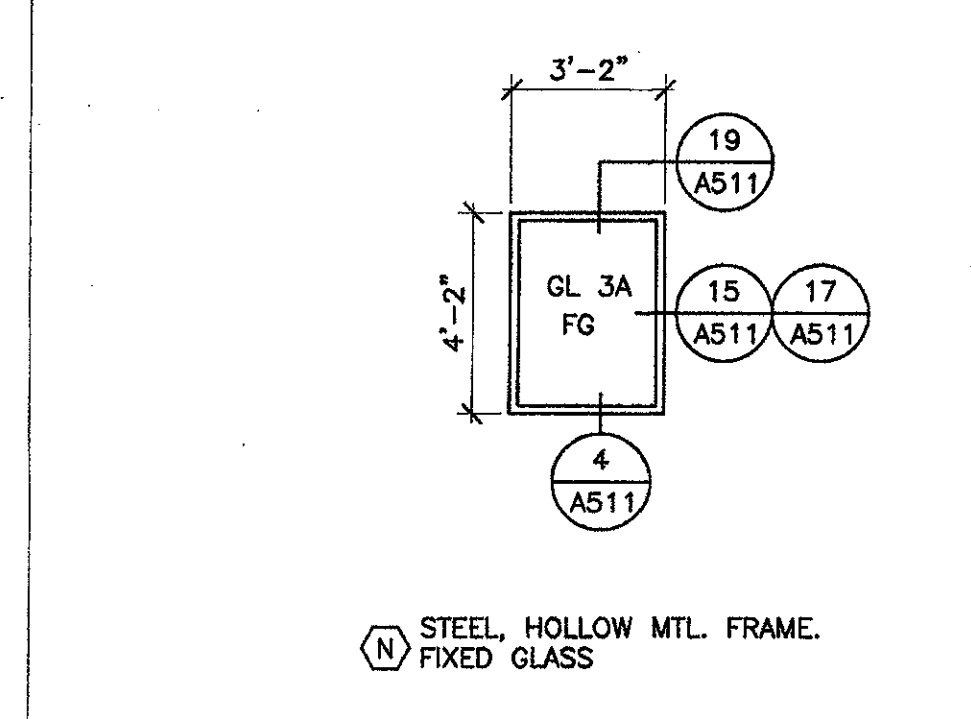 3'-2"
19
A511
4'-2"
GL 3A
FG
15
A511
17
A511
4
A511
N
STEEL, HOLLOW MTL. FRAME.
FIXED GLASS